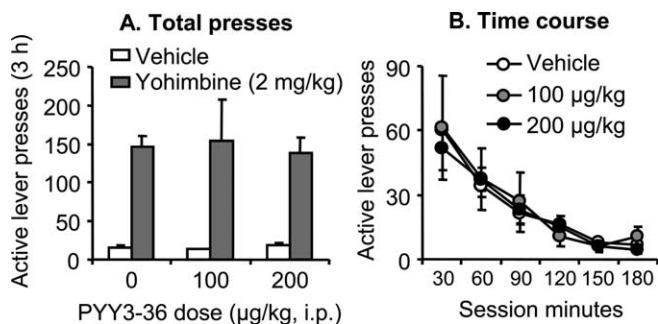 A. Total presses
Vehicle
Yohimbine (2 mg/kg)
Active lever presses (3 h)
250
200
150
100
50
0
0 100 200
PYY3-36 dose (µg/kg, i.p.)
B. Time course
Vehicle
100 µg/kg
200 µg/kg
Active lever presses
90
60
30
0
30 60 90 120 150 180
Session minutes